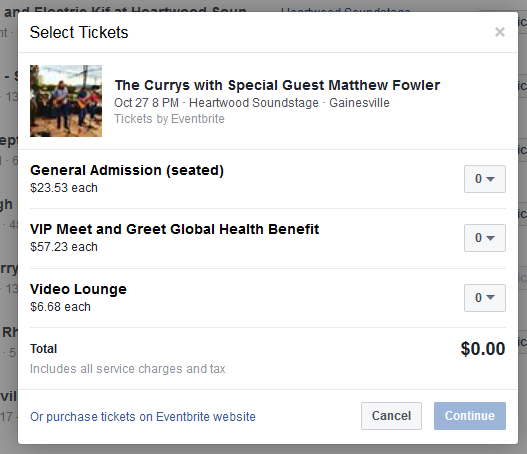 and Electric Kif at Heartwood Soun
Heartwood Soundstage
Select Tickets
×
The Currys with Special Guest Matthew Fowler
Oct 27 8 PM · Heartwood Soundstage · Gainesville
Tickets by Eventbrite
General Admission (seated)
$23.53 each
0
VIP Meet and Greet Global Health Benefit
$57.23 each
0
Video Lounge
$6.68 each
0
Total
$0.00
Includes all service charges and tax
Or purchase tickets on Eventbrite website
Cancel
Continue